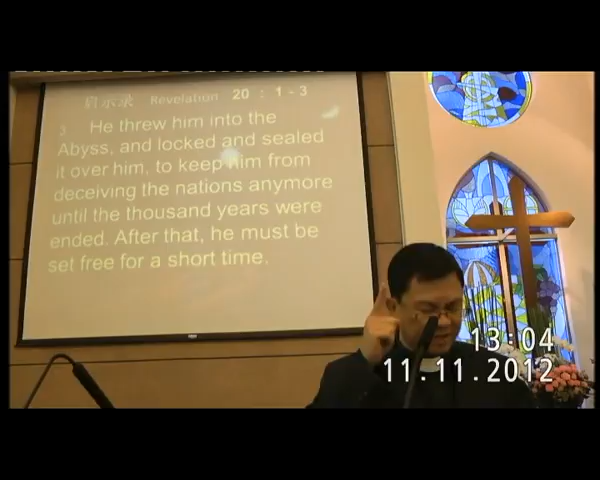 啟示录 Revelation 20 : 1 - 3
3 He threw him into the
Abyss, and locked and sealed
it over him, to keep him from
deceiving the nations anymore
until the thousand years were
ended. After that, he must be
set free for a short time.
13:04
11.11.2012